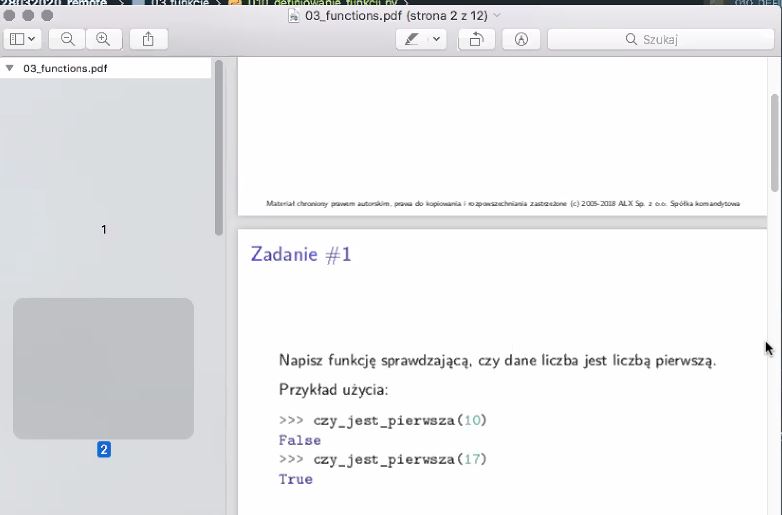 28032020_remote 03_funkcje 010_definiowanie_funkcji.py
03_functions.pdf (strona 2 z 12)
Szukaj
03_functions.pdf
1
2
Materiał chroniony prawem autorskim, prawa do kopiowania i rozpowszechniania zastrzeżone (c) 2005-2018 ALX Sp. z o.o. Spółka komandytowa
Zadanie #1
Napisz funkcję sprawdzającą, czy dane liczba jest liczbą pierwszą.
Przykład użycia:
>>> czy_jest_pierwsza(10)
False
>>> czy_jest_pierwsza(17)
True